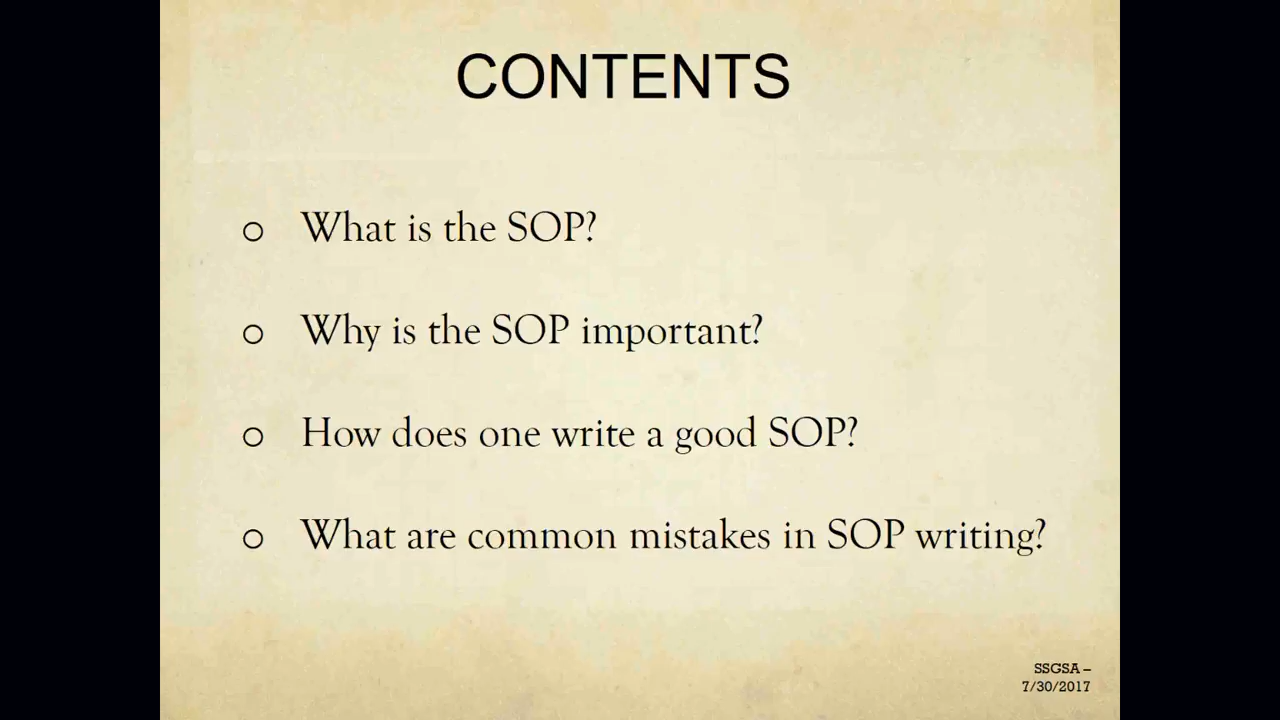 CONTENTS
o What is the SOP?
o Why is the SOP important?
o How does one write a good SOP?
o What are common mistakes in SOP writing?
SSGSA –
7/30/2017